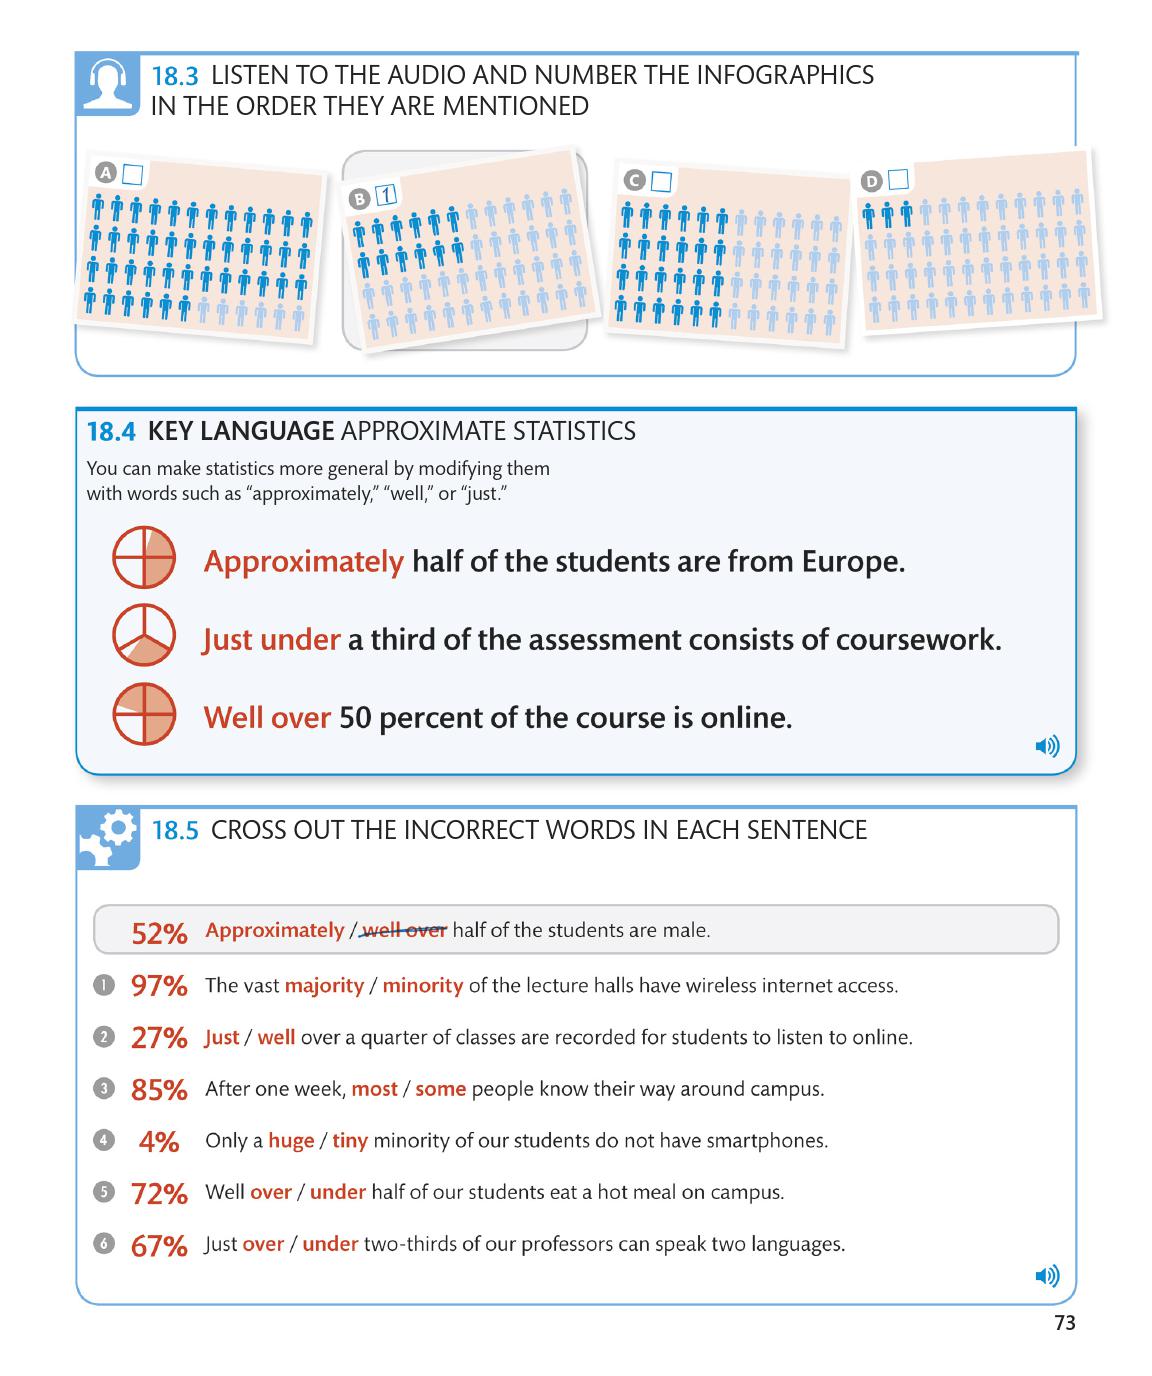 18.3 LISTEN TO THE AUDIO AND NUMBER THE INFOGRAPHICS
IN THE ORDER THEY ARE MENTIONED
A
B 1
C
D
18.4 KEY LANGUAGE APPROXIMATE STATISTICS
You can make statistics more general by modifying them
with words such as “approximately,” “well,” or “just.”
Approximately half of the students are from Europe.
Just under a third of the assessment consists of coursework.
Well over 50 percent of the course is online.
18.5 CROSS OUT THE INCORRECT WORDS IN EACH SENTENCE
52% Approximately / well over half of the students are male.
1 97% The vast majority / minority of the lecture halls have wireless internet access.
2 27% Just / well over a quarter of classes are recorded for students to listen to online.
3 85% After one week, most / some people know their way around campus.
4 4% Only a huge / tiny minority of our students do not have smartphones.
5 72% Well over / under half of our students eat a hot meal on campus.
6 67% Just over / under two-thirds of our professors can speak two languages.
73